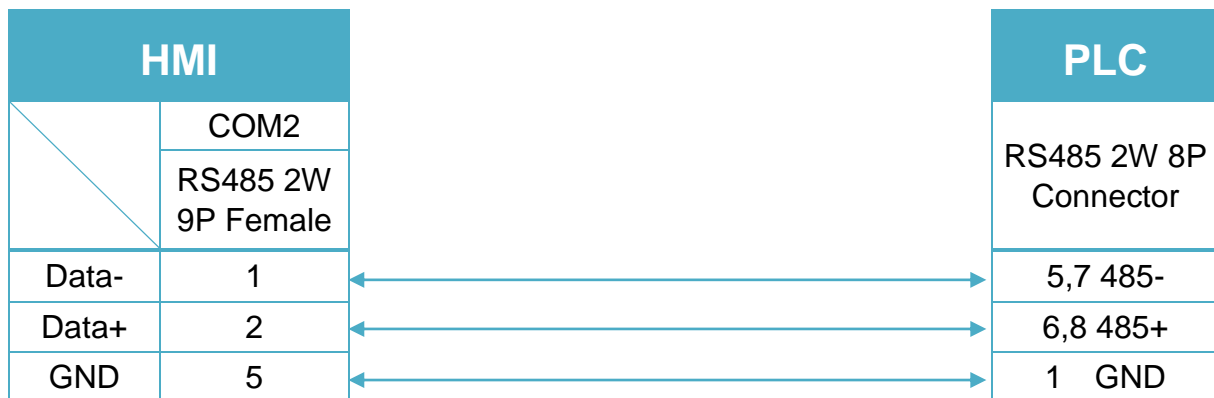 HMI
PLC
COM2
RS485 2W
9P Female
RS485 2W 8P
Connector
Data- 1 5,7 485-
Data+ 2 6,8 485+
GND 5 1 GND